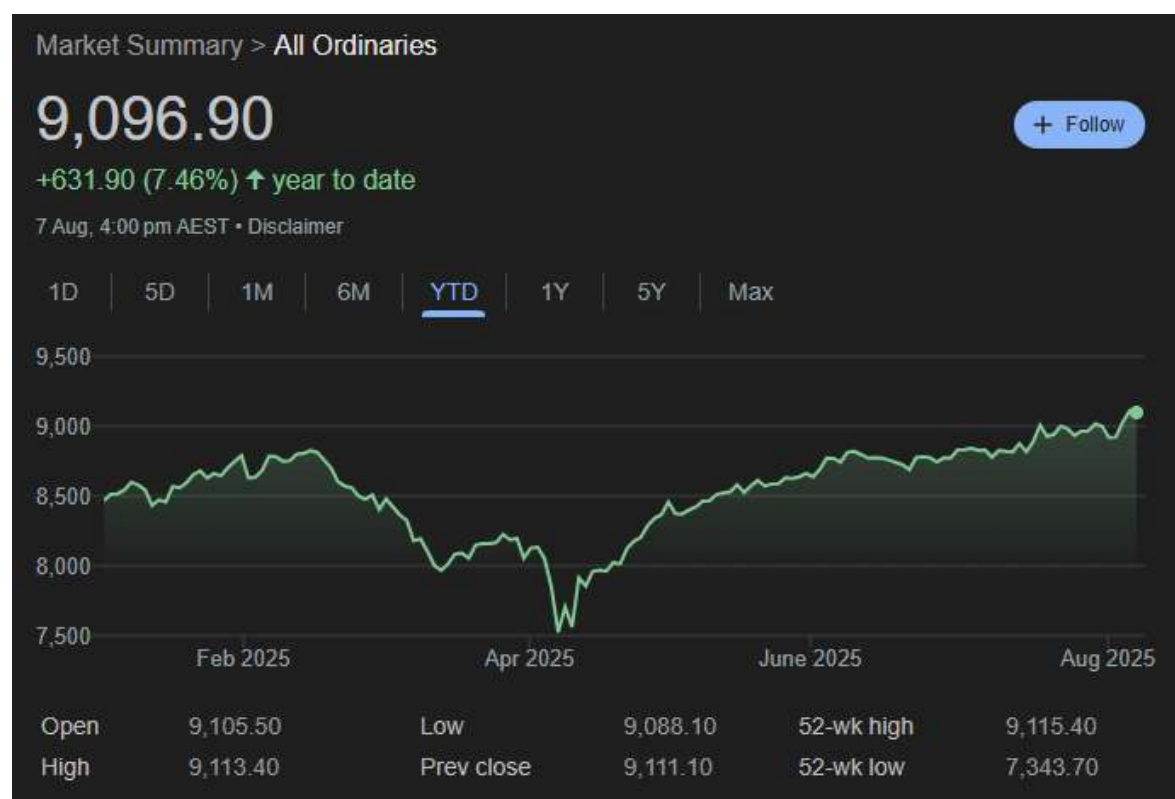 Market Summary > All Ordinaries
9,096.90
+ Follow
+631.90 (7.46%) ↑ year to date
7 Aug, 4:00 pm AEST • Disclaimer
1D 5D 1M 6M YTD 1Y 5Y Max
9,500
9,000
8,500
8,000
7,500
Feb 2025 Apr 2025 June 2025 Aug 2025
Open 9,105.50 Low 9,088.10 52-wk high 9,115.40
High 9,113.40 Prev close 9,111.10 52-wk low 7,343.70